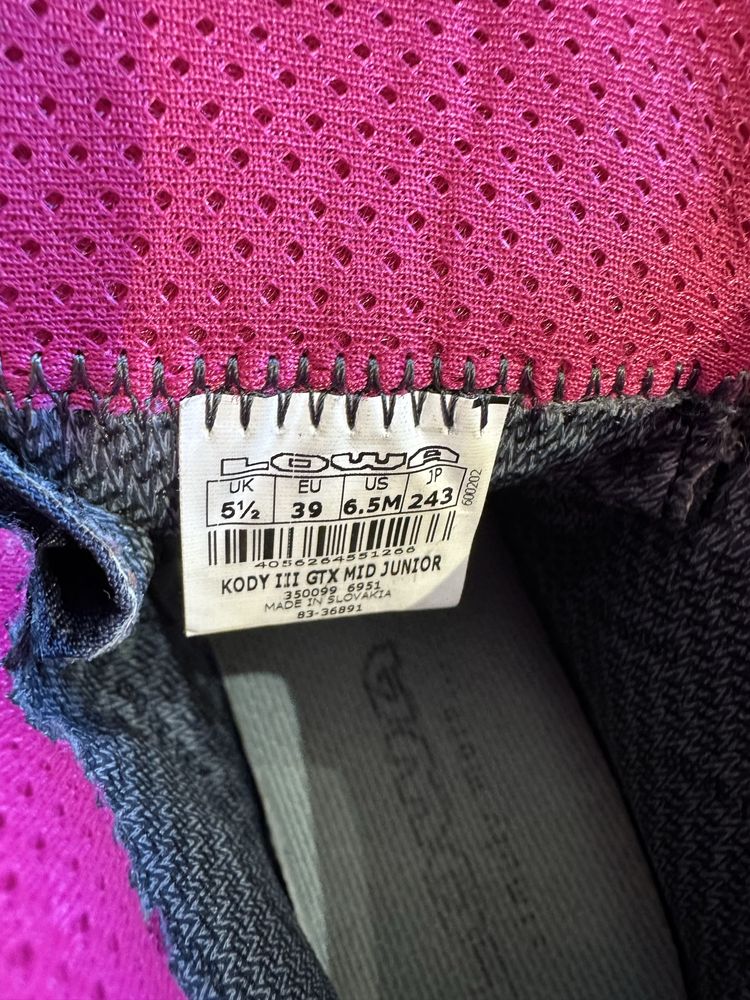 LOWA
UK EU US JP
5½ 39 6.5M 243
600202
4056264551266
KODY III GTX MID JUNIOR
350099 6951
MADE IN SLOVAKIA
83-36891